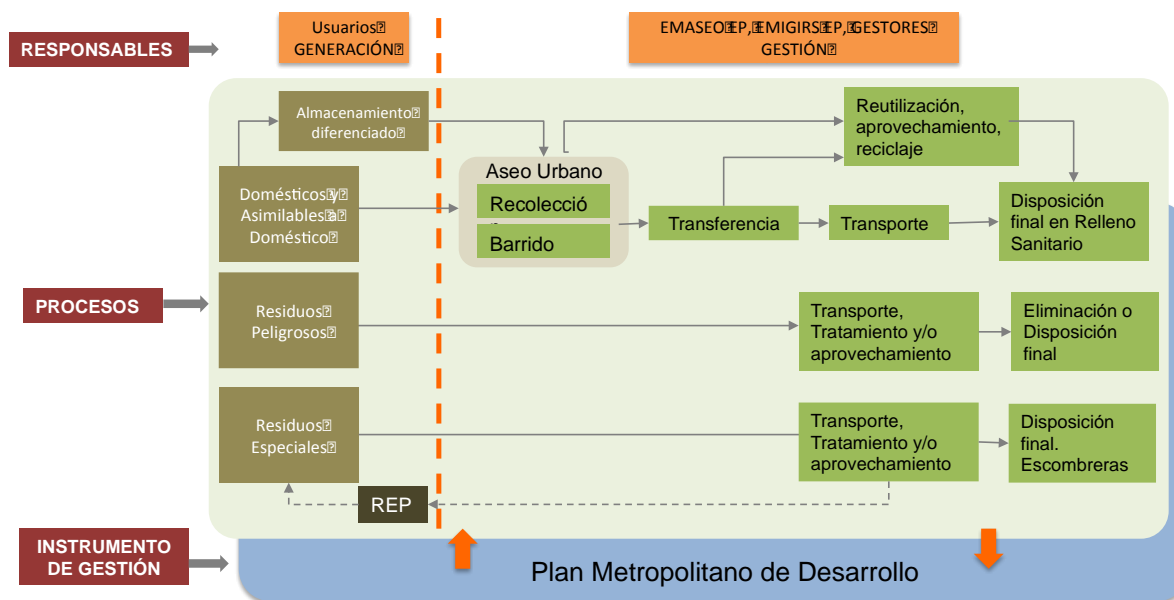 RESPONSABLES
Usuarios
GENERACIÓN
EMASEO EP, EMIGIRS EP, GESTORES
GESTIÓN
Almacenamiento
diferenciado
Reutilización,
aprovechamiento,
reciclaje
Aseo Urbano
Domésticos y
Asimilables a
Doméstico
Recolecció
Barrido
Transferencia
Transporte
Disposición
final en Relleno
Sanitario
PROCESOS
Residuos
Peligrosos
Transporte,
Tratamiento y/o
aprovechamiento
Eliminación o
Disposición
final
Residuos
Especiales
Transporte,
Tratamiento y/o
aprovechamiento
Disposición
final.
Escombreras
REP
INSTRUMENTO
DE GESTIÓN
Plan Metropolitano de Desarrollo